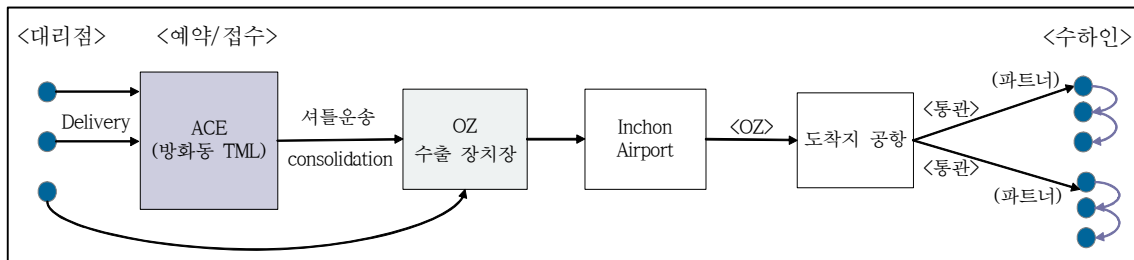 <대리점>
<예약/접수>
<수하인>
Delivery
ACE
(방화동 TML)
셔틀운송
consolidation
OZ
수출 장치장
Inchon
Airport
<OZ>
도착지 공항
(파트너)
<통관>
<통관>
(파트너)